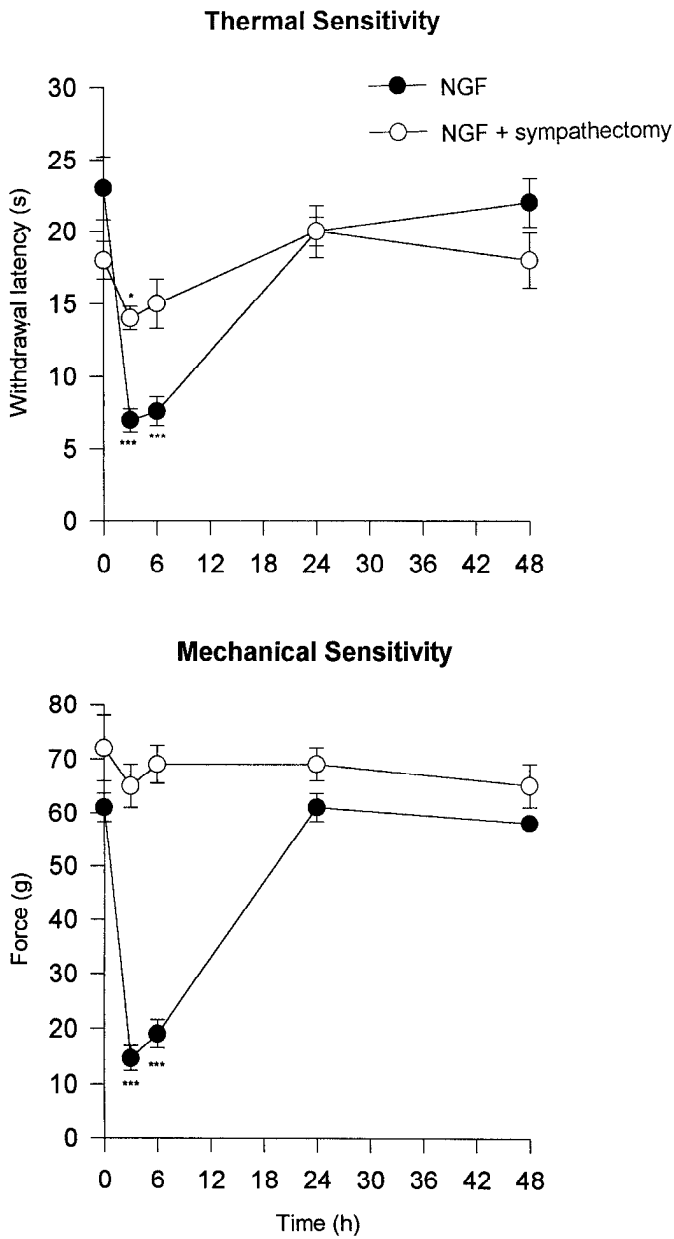 Thermal Sensitivity
NGF
NGF + sympathectomy
Withdrawal latency (s)
30
25
20
15
10
5
0
*
***
***
0 6 12 18 24 30 36 42 48
Mechanical Sensitivity
Force (g)
80
70
60
50
40
30
20
10
0
***
***
0 6 12 18 24 30 36 42 48
Time (h)